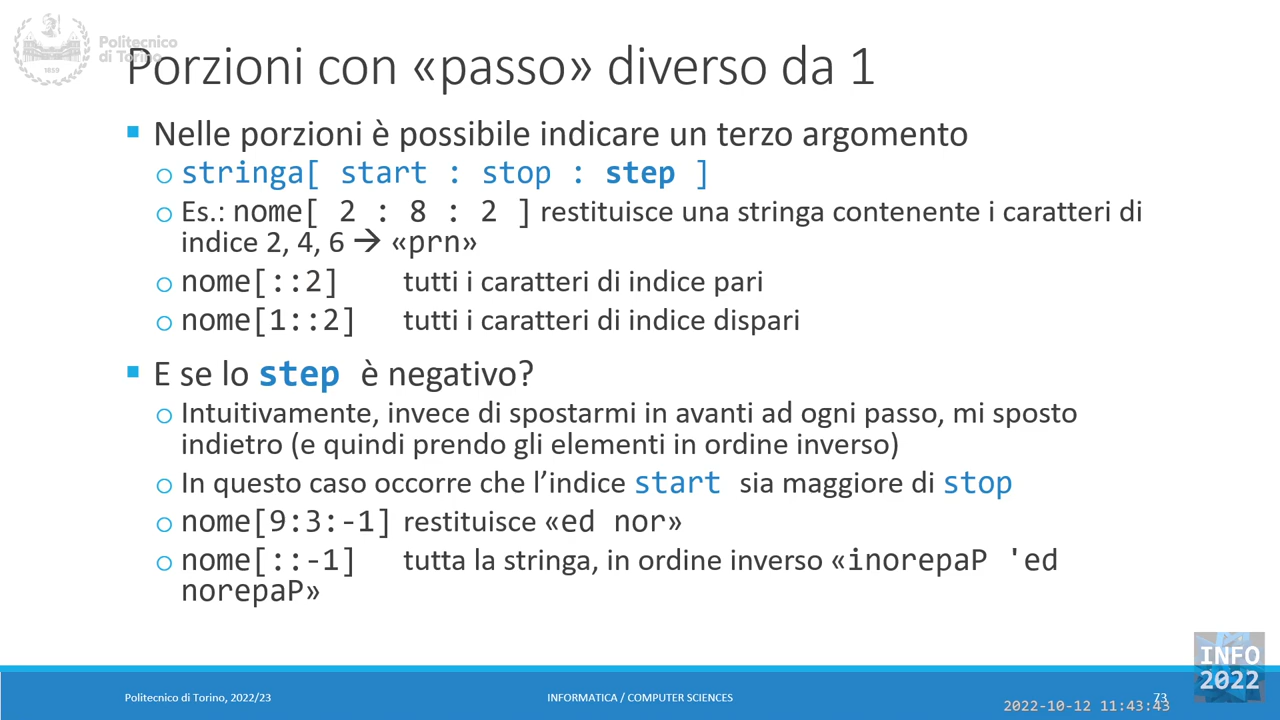 Politecnico
di Torino
1859
Porzioni con «passo» diverso da 1
Nelle porzioni è possibile indicare un terzo argomento
stringa[ start : stop : step ]
Es.: nome[ 2 : 8 : 2 ] restituisce una stringa contenente i caratteri di
indice 2, 4, 6 → «prn»
nome[::2] tutti i caratteri di indice pari
nome[1::2] tutti i caratteri di indice dispari
E se lo step è negativo?
Intuitivamente, invece di spostarmi in avanti ad ogni passo, mi sposto
indietro (e quindi prendo gli elementi in ordine inverso)
In questo caso occorre che l’indice start sia maggiore di stop
nome[9:3:-1] restituisce «ed nor»
nome[::-1] tutta la stringa, in ordine inverso «inorepaP 'ed
norepaP»
INFO
2022
Politecnico di Torino, 2022/23
INFORMATICA / COMPUTER SCIENCES
73
2022-10-12 11:43:43